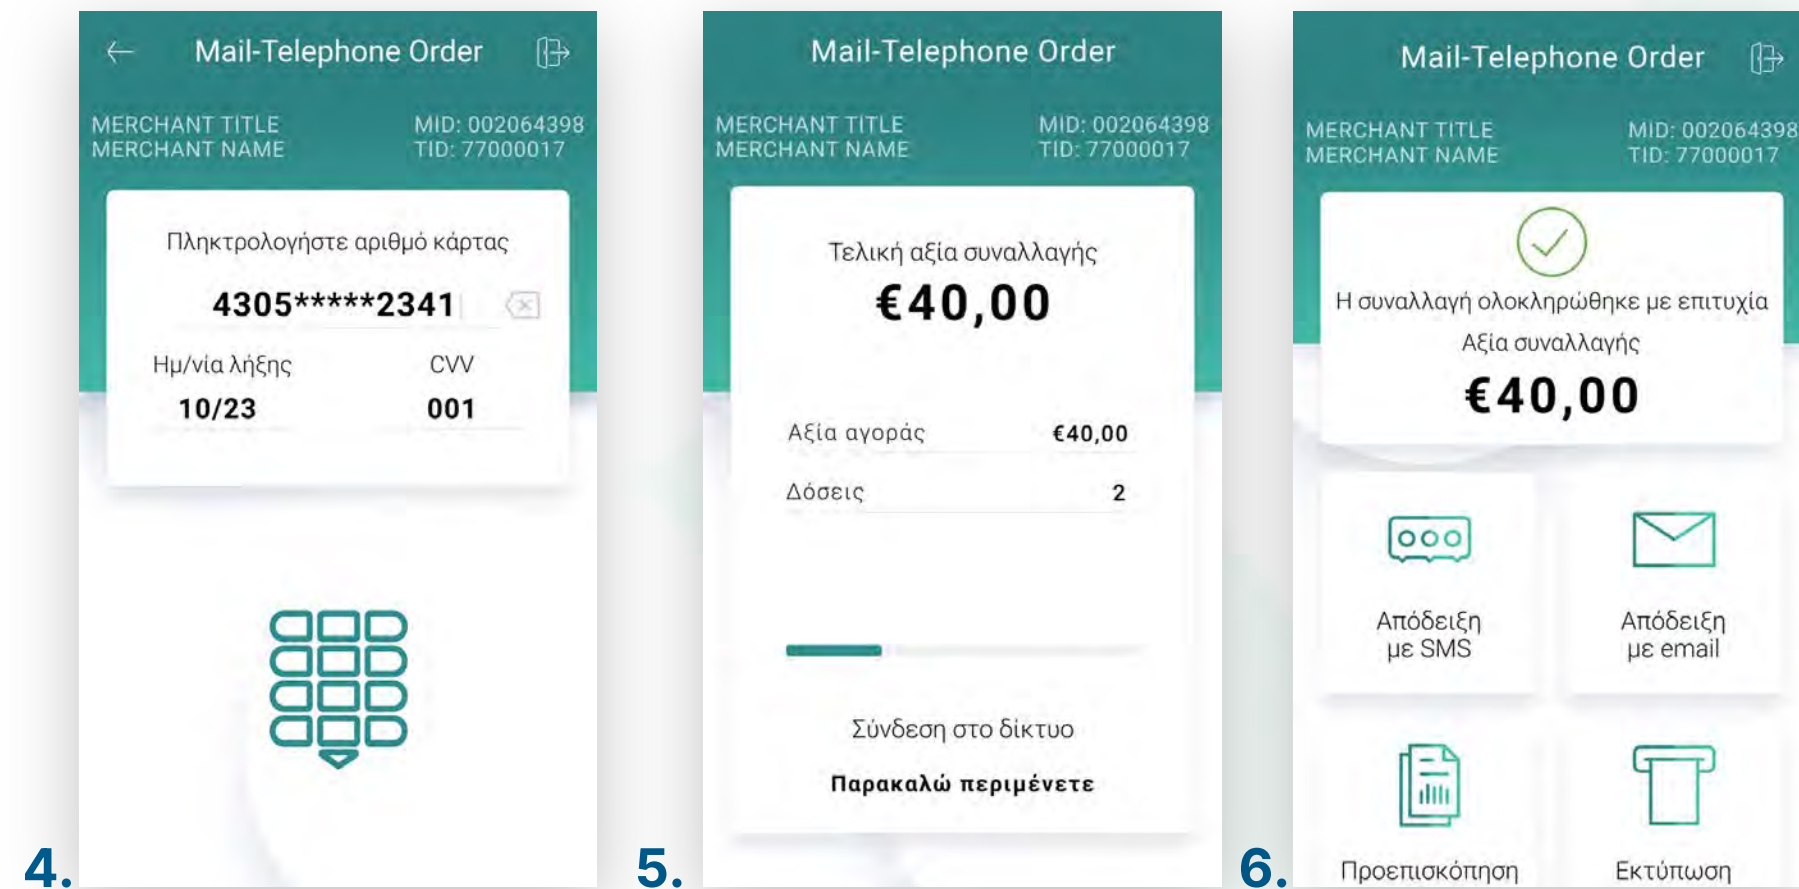 Mail-Telephone Order
MERCHANT TITLE MID: 002064398
MERCHANT NAME TID: 77000017
Πληκτρολογήστε αριθμό κάρτας
4305*****2341
Ημ/νία λήξης CVV
10/23 001
4.
Mail-Telephone Order
MERCHANT TITLE MID: 002064398
MERCHANT NAME TID: 77000017
Τελική αξία συναλλαγής
€40,00
Αξία αγοράς €40,00
Δόσεις 2
Σύνδεση στο δίκτυο
Παρακαλώ περιμένετε
5.
Mail-Telephone Order
MERCHANT TITLE MID: 002064398
MERCHANT NAME TID: 77000017
Η συναλλαγή ολοκληρώθηκε με επιτυχία
Αξία συναλλαγής
€40,00
Απόδειξη
με SMS
Απόδειξη
με email
Προεπισκόπηση
Εκτύπωση
6.